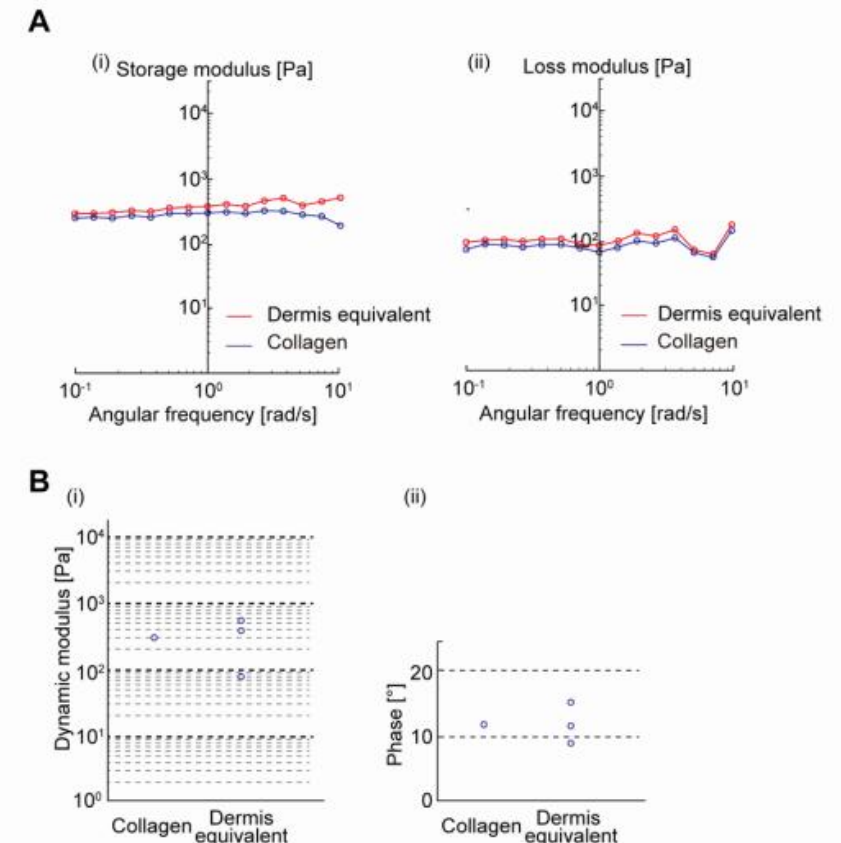 A
(i) Storage modulus [Pa]
10⁴
10³
10²
10¹
Dermis equivalent
Collagen
10⁻¹ 10⁰ 10¹
Angular frequency [rad/s]
(ii) Loss modulus [Pa]
10⁴
10³
10²
10¹
Dermis equivalent
Collagen
10⁻¹ 10⁰ 10¹
Angular frequency [rad/s]
B
(i)
Dynamic modulus [Pa]
10⁴
10³
10²
10¹
10⁰
Collagen Dermis
equivalent
(ii)
Phase [°]
20
10
0
Collagen Dermis
equivalent